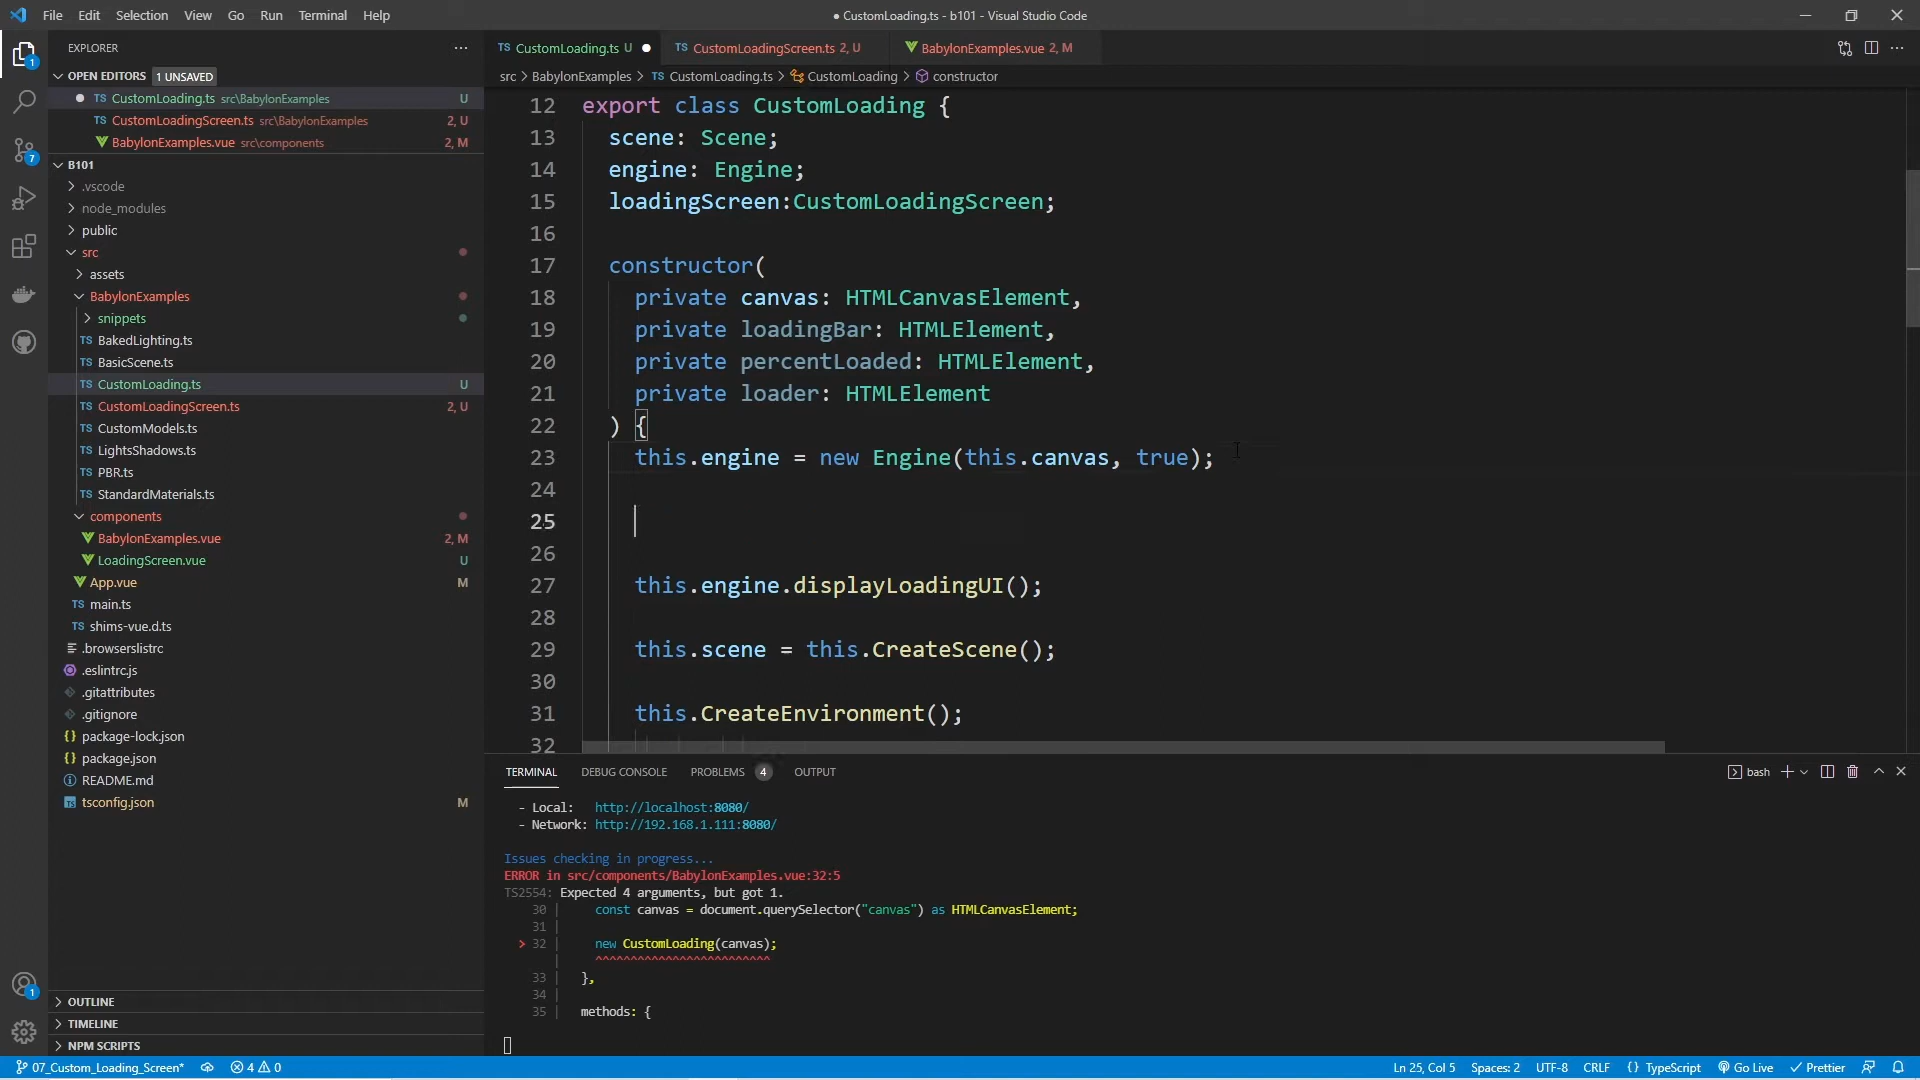 File Edit Selection View Go Run Terminal Help
● CustomLoading.ts - b101 - Visual Studio Code
EXPLORER
TS CustomLoading.ts U
TS CustomLoadingScreen.ts 2, U
BabylonExamples.vue 2, M
OPEN EDITORS 1 UNSAVED
TS CustomLoading.ts src\BabylonExamples U
TS CustomLoadingScreen.ts src\BabylonExamples 2, U
BabylonExamples.vue src\components 2, M
B101
.vscode
node_modules
public
src
assets
BabylonExamples
snippets
TS BakedLighting.ts
TS BasicScene.ts
TS CustomLoading.ts U
TS CustomLoadingScreen.ts 2, U
TS CustomModels.ts
TS LightsShadows.ts
TS PBR.ts
TS StandardMaterials.ts
components
BabylonExamples.vue 2, M
LoadingScreen.vue U
App.vue M
TS main.ts
TS shims-vue.d.ts
.browserslistrc
.eslintrc.js
.gitattributes
.gitignore
{} package-lock.json
{} package.json
README.md
TS tsconfig.json M
OUTLINE
TIMELINE
NPM SCRIPTS
1
7
1
src > BabylonExamples > TS CustomLoading.ts > CustomLoading > constructor
12 export class CustomLoading {
13 scene: Scene;
14 engine: Engine;
15 loadingScreen:CustomLoadingScreen;
16
17 constructor(
18 private canvas: HTMLCanvasElement,
19 private loadingBar: HTMLElement,
20 private percentLoaded: HTMLElement,
21 private loader: HTMLElement
22 ) {
23 this.engine = new Engine(this.canvas, true);
24
25
26
27 this.engine.displayLoadingUI();
28
29 this.scene = this.CreateScene();
30
31 this.CreateEnvironment();
32
TERMINAL DEBUG CONSOLE PROBLEMS 4 OUTPUT
bash
- Local: http://localhost:8080/
- Network: http://192.168.1.111:8080/
Issues checking in progress...
ERROR in src/components/BabylonExamples.vue:32:5
TS2554: Expected 4 arguments, but got 1.
30 | const canvas = document.querySelector("canvas") as HTMLCanvasElement;
31 |
> 32 | new CustomLoading(canvas);
| ^^^^^^^^^^^^^^^^^^^^^^^^^
33 | },
34 |
35 | methods: {
07_Custom_Loading_Screen* 4 0
Ln 25, Col 5 Spaces: 2 UTF-8 CRLF {} TypeScript Go Live Prettier